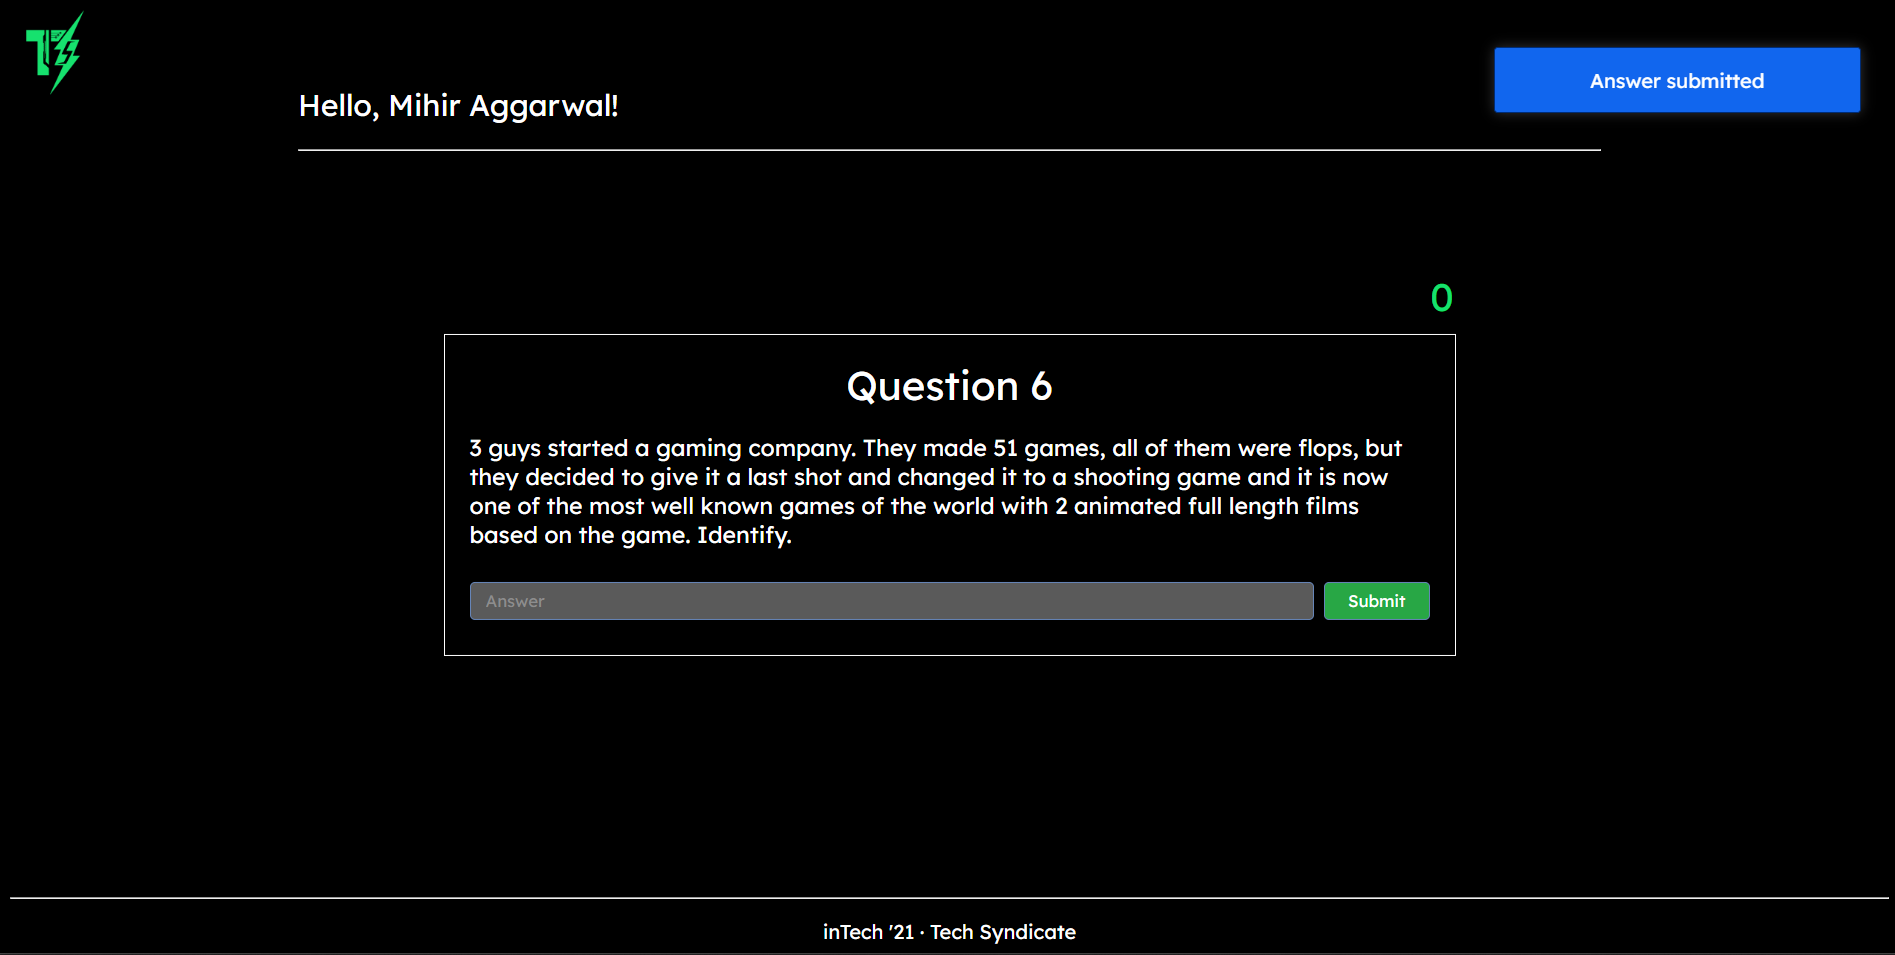 Hello, Mihir Aggarwal!
Answer submitted
0
Question 6
3 guys started a gaming company. They made 51 games, all of them were flops, but
they decided to give it a last shot and changed it to a shooting game and it is now
one of the most well known games of the world with 2 animated full length films
based on the game. Identify.
Answer
Submit
inTech '21 · Tech Syndicate